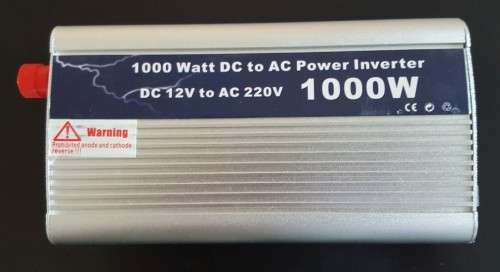 1000 Watt DC to AC Power Inverter
DC 12V to AC 220V 1000W
CE
Warning
Prohibited anode and cathode
reverse !!!